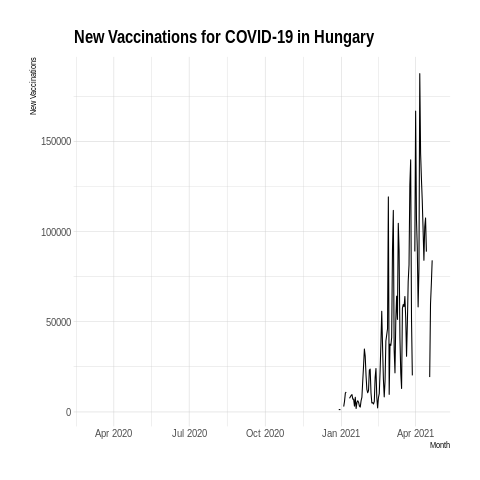 New Vaccinations for COVID-19 in Hungary
New Vaccinations
150000
100000
50000
0
Apr 2020 Jul 2020 Oct 2020 Jan 2021 Apr 2021
Month